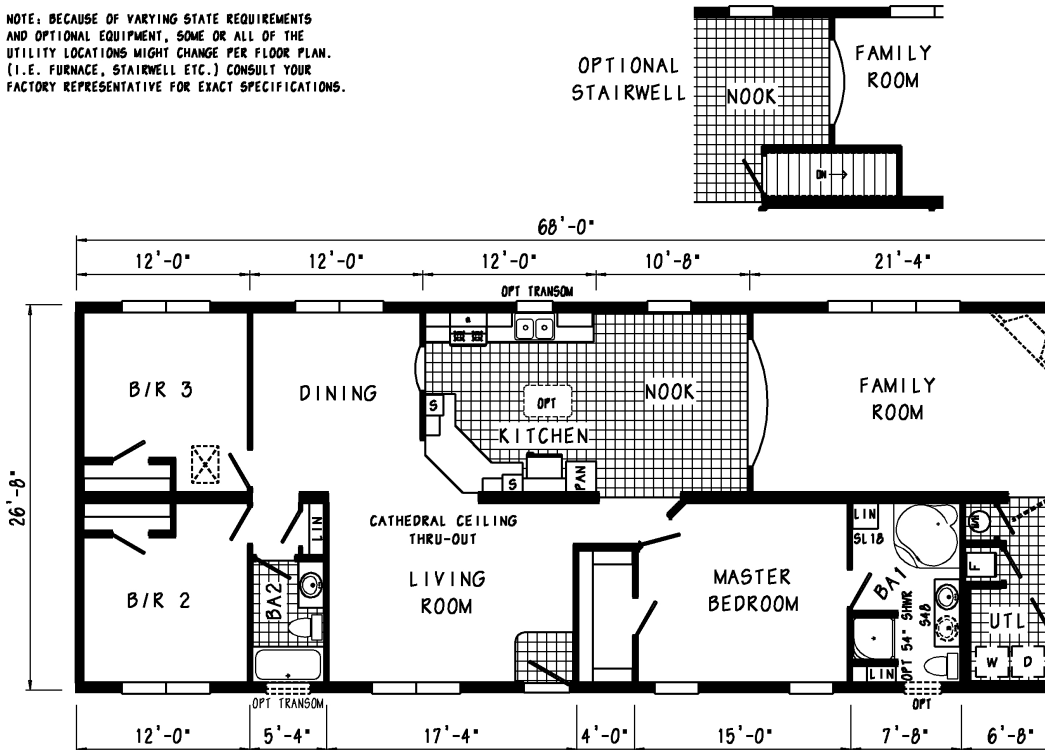 NOTE: BECAUSE OF VARYING STATE REQUIREMENTS
AND OPTIONAL EQUIPMENT, SOME OR ALL OF THE
UTILITY LOCATIONS MIGHT CHANGE PER FLOOR PLAN.
(I.E. FURNACE, STAIRWELL ETC.) CONSULT YOUR
FACTORY REPRESENTATIVE FOR EXACT SPECIFICATIONS.
OPTIONAL
STAIRWELL
NOOK
FAMILY
ROOM
DN
68'-0"
12'-0"
12'-0"
12'-0"
10'-8"
21'-4"
OPT TRANSOM
26'-8"
B/R 3
DINING
S
OPT
KITCHEN
NOOK
FAMILY
ROOM
S
PAN
CATHEDRAL CEILING
THRU-OUT
LIN
LIN
SL18
B/R 2
BA2
LIVING
ROOM
MASTER
BEDROOM
BA1
OPT 54" SHWR
S48
F
UTL
W
D
LIN
OPT TRANSOM
OPT
12'-0"
5'-4"
17'-4"
4'-0"
15'-0"
7'-8"
6'-8"